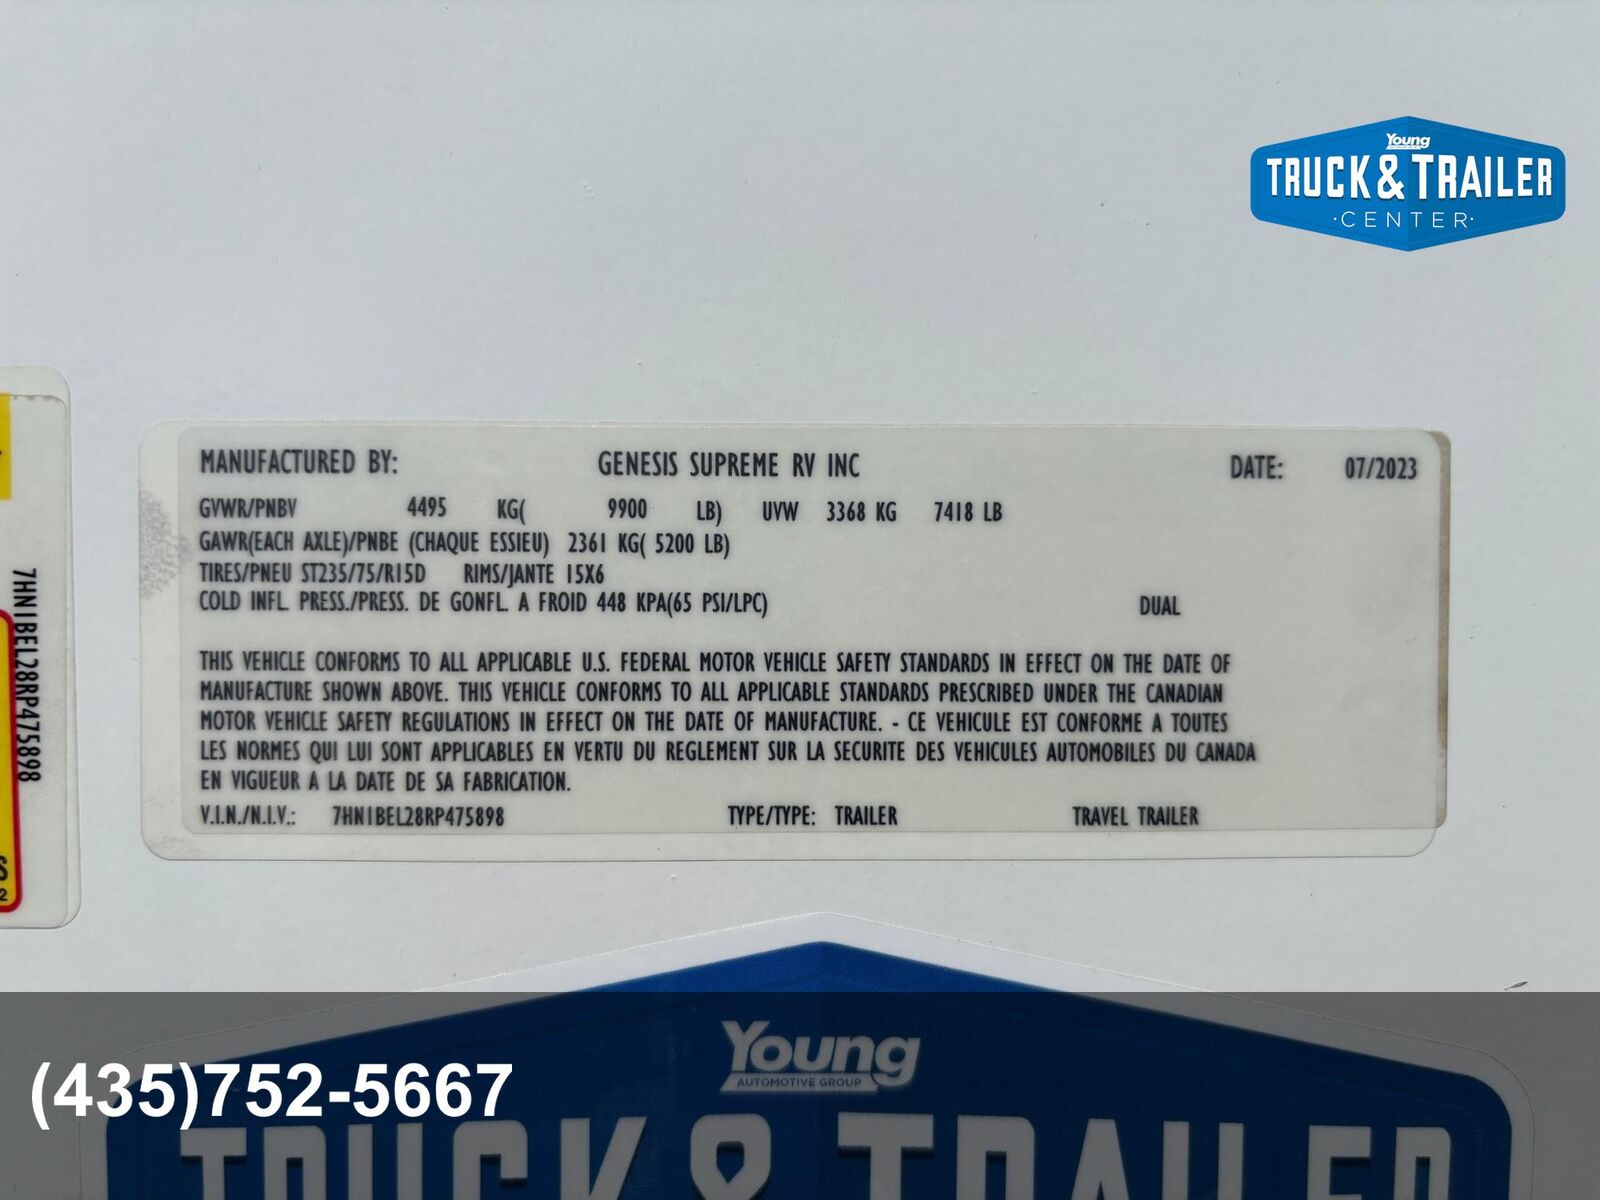 Young
TRUCK & TRAILER
·CENTER·
MANUFACTURED BY: GENESIS SUPREME RV INC DATE: 07/2023
GVWR/PNBV 4495 KG( 9900 LB) UVW 3368 KG 7418 LB
GAWR(EACH AXLE)/PNBE (CHAQUE ESSIEU) 2361 KG( 5200 LB)
TIRES/PNEU ST235/75/R15D RIMS/JANTE 15X6
COLD INFL. PRESS./PRESS. DE GONFL. A FROID 448 KPA(65 PSI/LPC) DUAL
THIS VEHICLE CONFORMS TO ALL APPLICABLE U.S. FEDERAL MOTOR VEHICLE SAFETY STANDARDS IN EFFECT ON THE DATE OF
MANUFACTURE SHOWN ABOVE. THIS VEHICLE CONFORMS TO ALL APPLICABLE STANDARDS PRESCRIBED UNDER THE CANADIAN
MOTOR VEHICLE SAFETY REGULATIONS IN EFFECT ON THE DATE OF MANUFACTURE. - CE VEHICULE EST CONFORME A TOUTES
LES NORMES QUI LUI SONT APPLICABLES EN VERTU DU REGLEMENT SUR LA SECURITE DES VEHICULES AUTOMOBILES DU CANADA
EN VIGUEUR A LA DATE DE SA FABRICATION.
V.I.N./N.I.V.: 7HN1BEL28RP475898 TYPE/TYPE: TRAILER TRAVEL TRAILER
7HN1BEL28RP475898
S
2
Young
AUTOMOTIVE GROUP
TRUCK & TRAILER
(435)752-5667